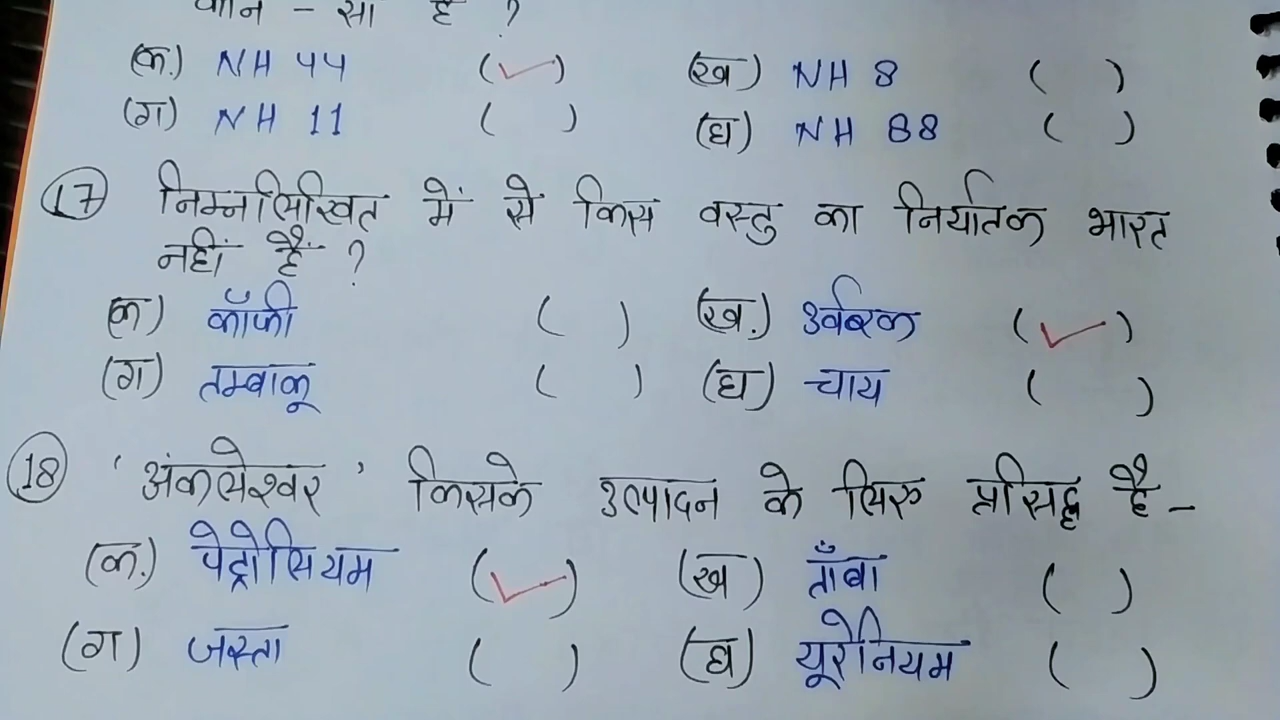 कौन - सा है ?
(क.) NH 44 (✓) (ख) NH 8 ( )
(ग) NH 11 ( ) (घ) NH 88 ( )
17 निम्नलिखित में से किस वस्तु का निर्यातक भारत
नहीं हैं ?
(क) कॉफी ( ) (ख.) उर्वरक (✓)
(ग) तम्बाकू ( ) (घ) चाय ( )
18 ' अंकलेश्वर ' किसके उत्पादन के लिए प्रसिद्ध है -
(क.) पेट्रोलियम (✓) (ख) ताँबा ( )
(ग) जस्ता ( ) (घ) यूरेनियम ( )